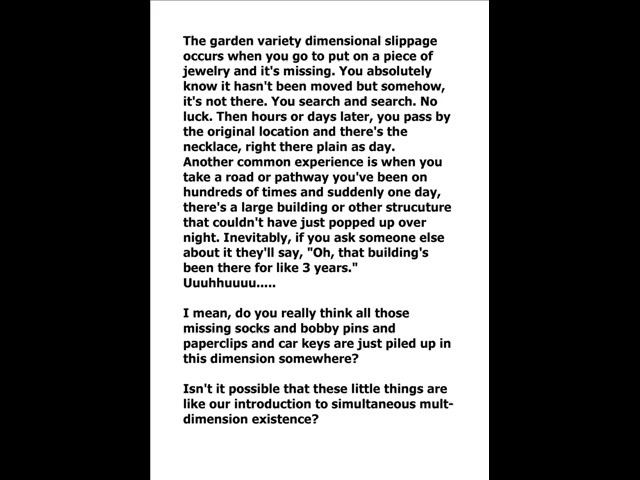 The garden variety dimensional slippage
occurs when you go to put on a piece of
jewelry and it's missing. You absolutely
know it hasn't been moved but somehow,
it's not there. You search and search. No
luck. Then hours or days later, you pass by
the original location and there's the
necklace, right there plain as day.
Another common experience is when you
take a road or pathway you've been on
hundreds of times and suddenly one day,
there's a large building or other strucuture
that couldn't have just popped up over
night. Inevitably, if you ask someone else
about it they'll say, "Oh, that building's
been there for like 3 years."
Uuuhhuuuu.....
I mean, do you really think all those
missing socks and bobby pins and
paperclips and car keys are just piled up in
this dimension somewhere?
Isn't it possible that these little things are
like our introduction to simultaneous mult-
dimension existence?